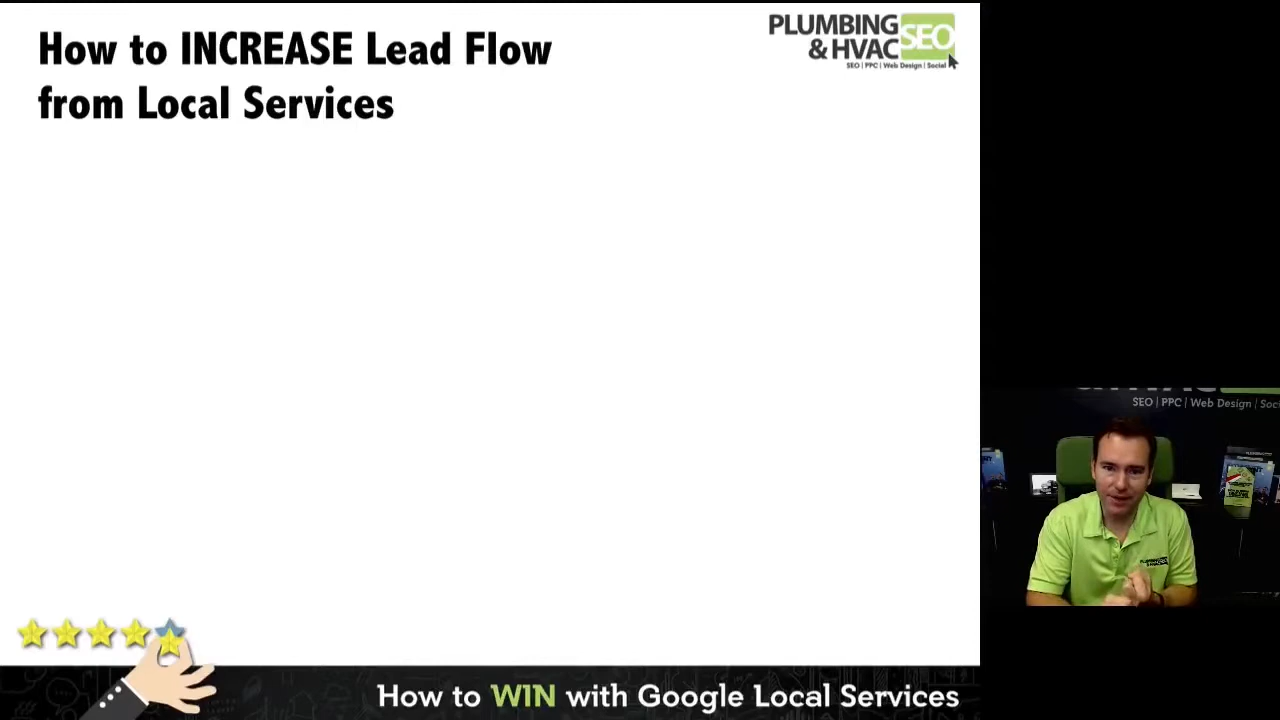 How to INCREASE Lead Flow
from Local Services
PLUMBING
& HVAC SEO
SEO | PPC | Web Design | Social
SEO | PPC | Web Design | Soci
How to WIN with Google Local Services